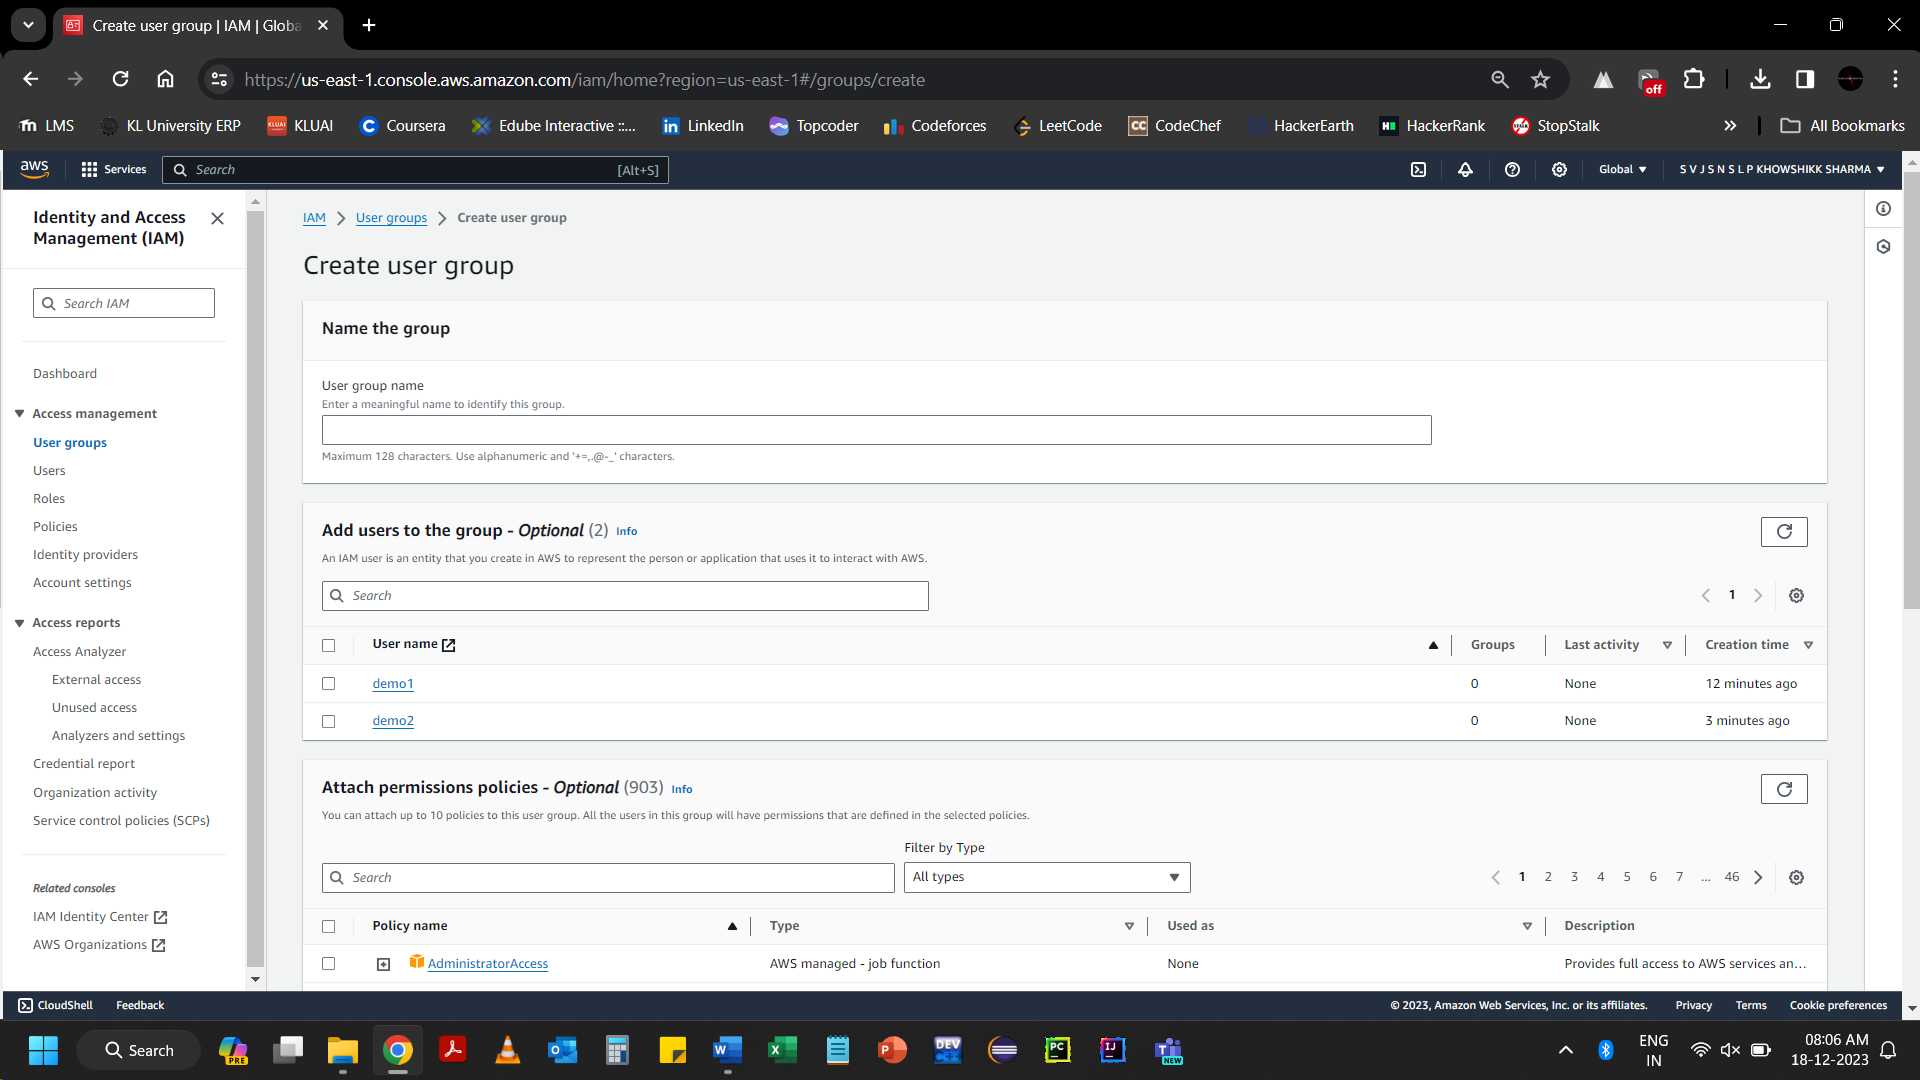 Create user group | IAM | Globa
https://us-east-1.console.aws.amazon.com/iam/home?region=us-east-1#/groups/create
off
LMS
KL University ERP
KLUAI
Coursera
Edube Interactive ::...
LinkedIn
Topcoder
Codeforces
LeetCode
CodeChef
HackerEarth
HackerRank
StopStalk
All Bookmarks
aws
Services
Search
[Alt+S]
Global
S V J S N S L P KHOWSHIKK SHARMA
Identity and Access
Management (IAM)
Search IAM
Dashboard
Access management
User groups
Users
Roles
Policies
Identity providers
Account settings
Access reports
Access Analyzer
External access
Unused access
Analyzers and settings
Credential report
Organization activity
Service control policies (SCPs)
Related consoles
IAM Identity Center
AWS Organizations
IAM > User groups > Create user group
Create user group
Name the group
User group name
Enter a meaningful name to identify this group.
Maximum 128 characters. Use alphanumeric and '+=,.@-_' characters.
Add users to the group - Optional (2) Info
An IAM user is an entity that you create in AWS to represent the person or application that uses it to interact with AWS.
Search
1
User name Groups Last activity Creation time
demo1 0 None 12 minutes ago
demo2 0 None 3 minutes ago
Attach permissions policies - Optional (903) Info
You can attach up to 10 policies to this user group. All the users in this group will have permissions that are defined in the selected policies.
Filter by Type
Search
All types
1 2 3 4 5 6 7 ... 46
Policy name Type Used as Description
AdministratorAccess AWS managed - job function None Provides full access to AWS services an...
CloudShell Feedback
© 2023, Amazon Web Services, Inc. or its affiliates. Privacy Terms Cookie preferences
Search
PRE
DEV
C++
PC
IJ
NEW
ENG
IN
08:06 AM
18-12-2023